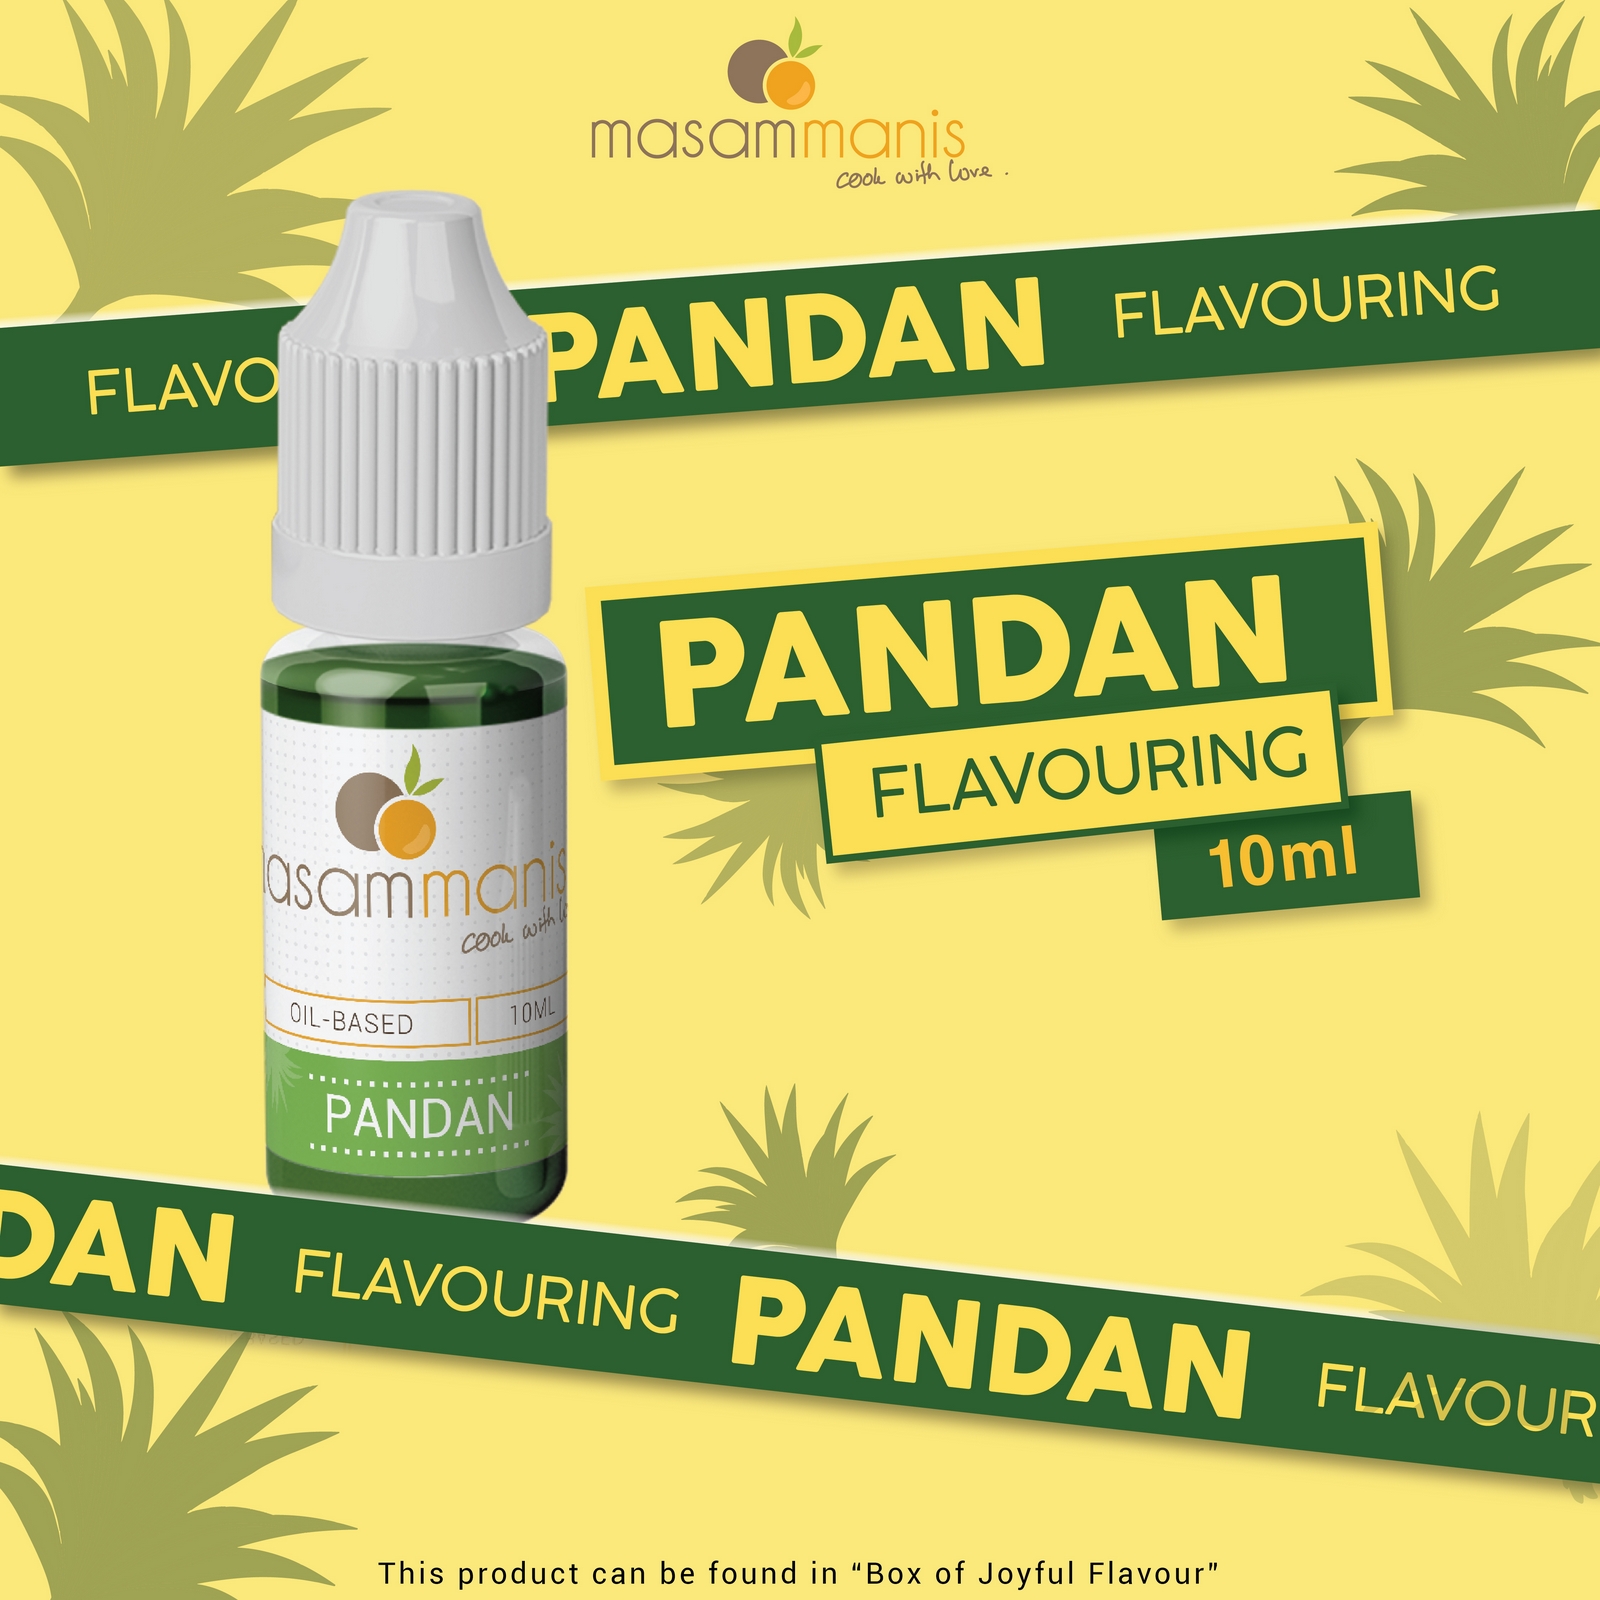 masammanis
cook with love.
FLAVO PANDAN FLAVOURING
PANDAN
FLAVOURING
10ml
asammanis
cook with lo
OIL-BASED
10ML
PANDAN
DAN FLAVOURING PANDAN FLAVOUR
This product can be found in “Box of Joyful Flavour”